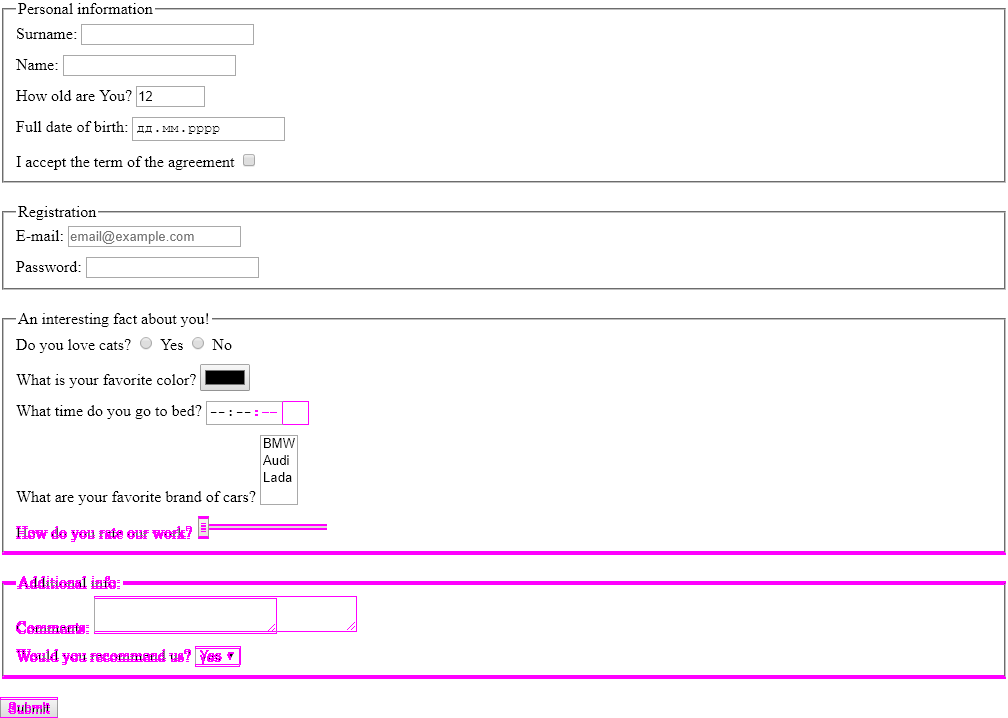 Personal information
Surname:
Name:
How old are You? 12
Full date of birth: дд.мм.рррр
I accept the term of the agreement
Registration
E-mail: email@example.com
Password:
An interesting fact about you!
Do you love cats? Yes No
What is your favorite color?
What time do you go to bed? --:--:--
BMW
Audi
Lada
What are your favorite brand of cars?
How do you rate our work?
Additional info:
Comments:
Would you recommend us? Yes
Submit